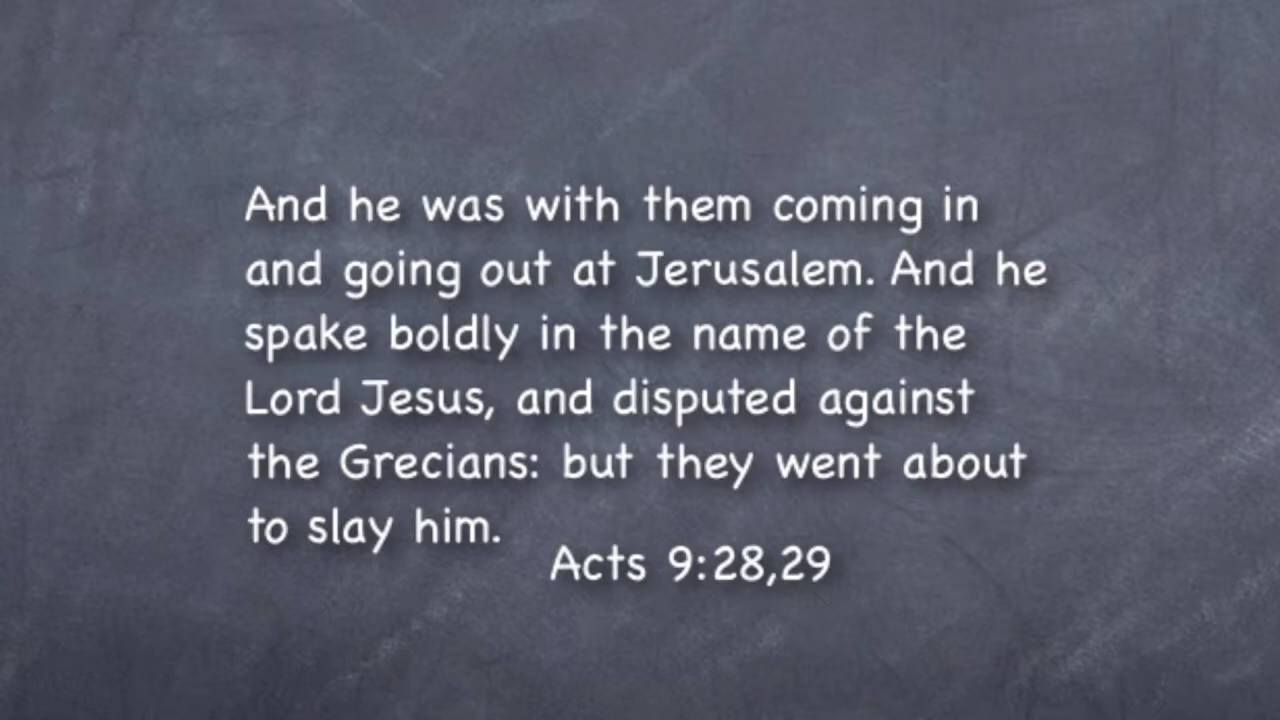 And he was with them coming in
and going out at Jerusalem. And he
spake boldly in the name of the
Lord Jesus, and disputed against
the Grecians: but they went about
to slay him.
Acts 9:28,29